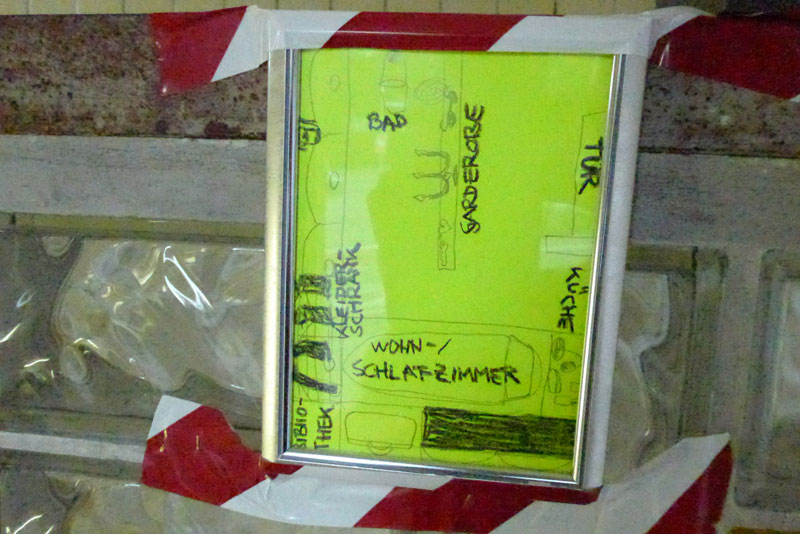 BAD
GARDEROBE
TÜR
KLEIDER-
SCHRANK
KÜCHE
WOHN-/
SCHLAFZIMMER
BIBLIO-
THEK